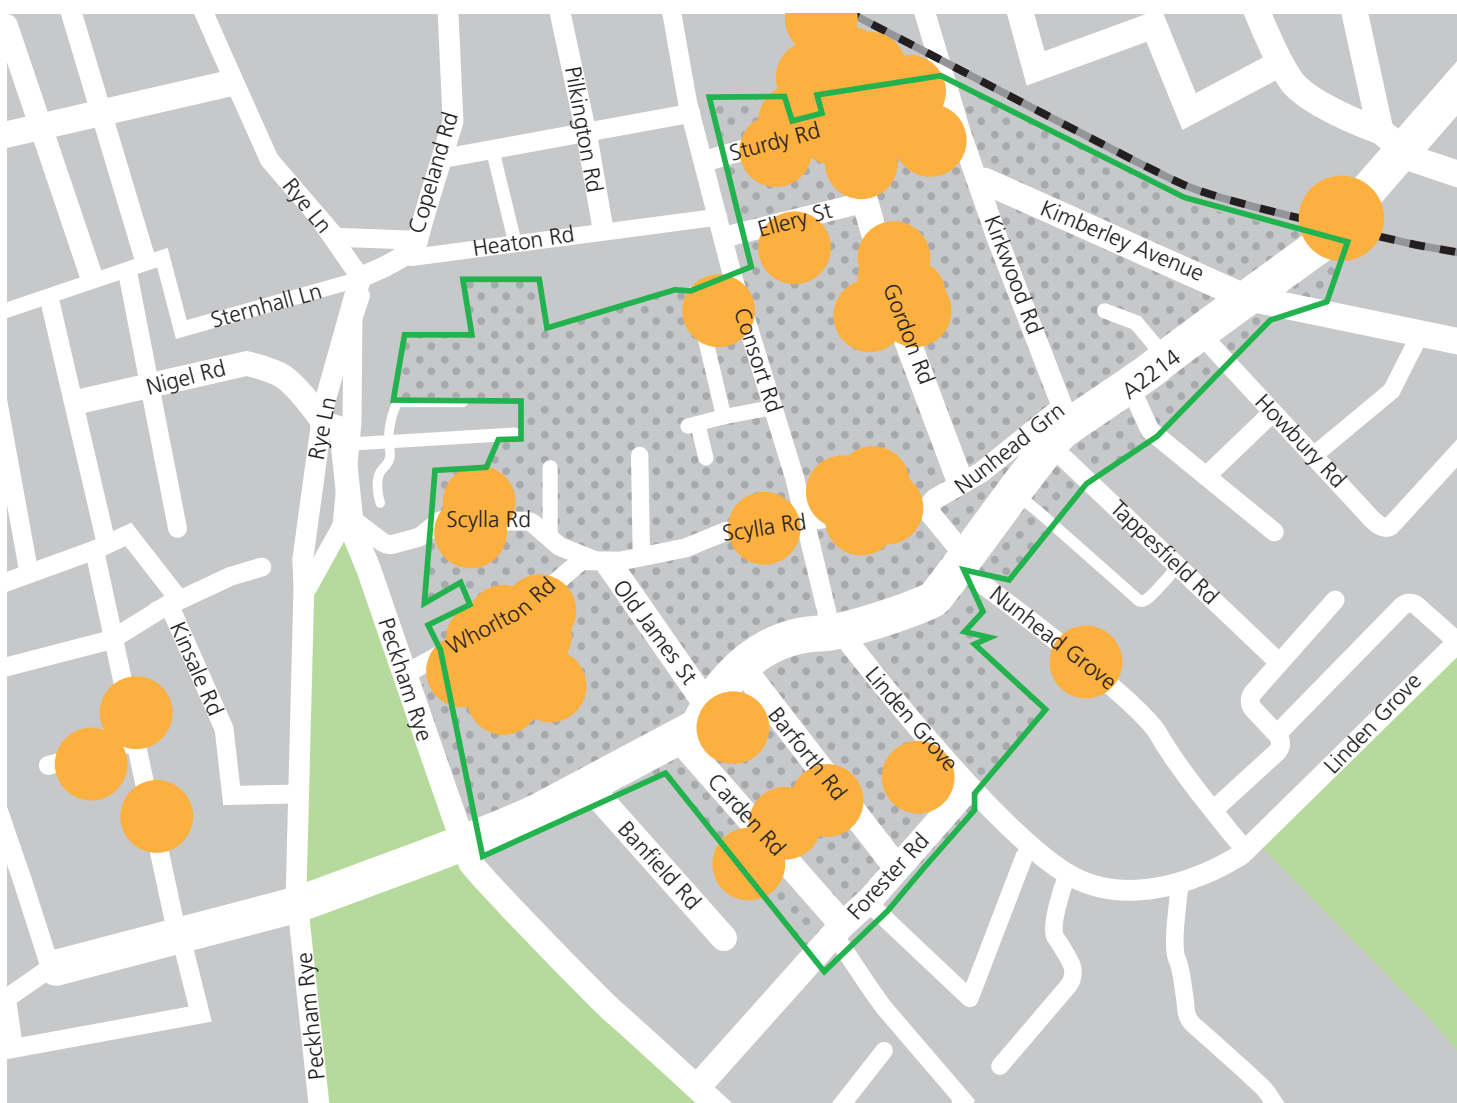 Pilkington Rd
Copeland Rd
Sturdy Rd
Rye Ln
Ellery St
Kimberley Avenue
Heaton Rd
Kirkwood Rd
Sternhall Ln
Gordon Rd
Consort Rd
Nigel Rd
A2214
Rye Ln
Howbury Rd
Nunhead Grn
Scylla Rd
Scylla Rd
Tappesfield Rd
Whorlton Rd
Old James St
Nunhead Grove
Kinsale Rd
Peckham Rye
Linden Grove
Linden Grove
Barforth Rd
Carden Rd
Banfield Rd
Forester Rd
Peckham Rye